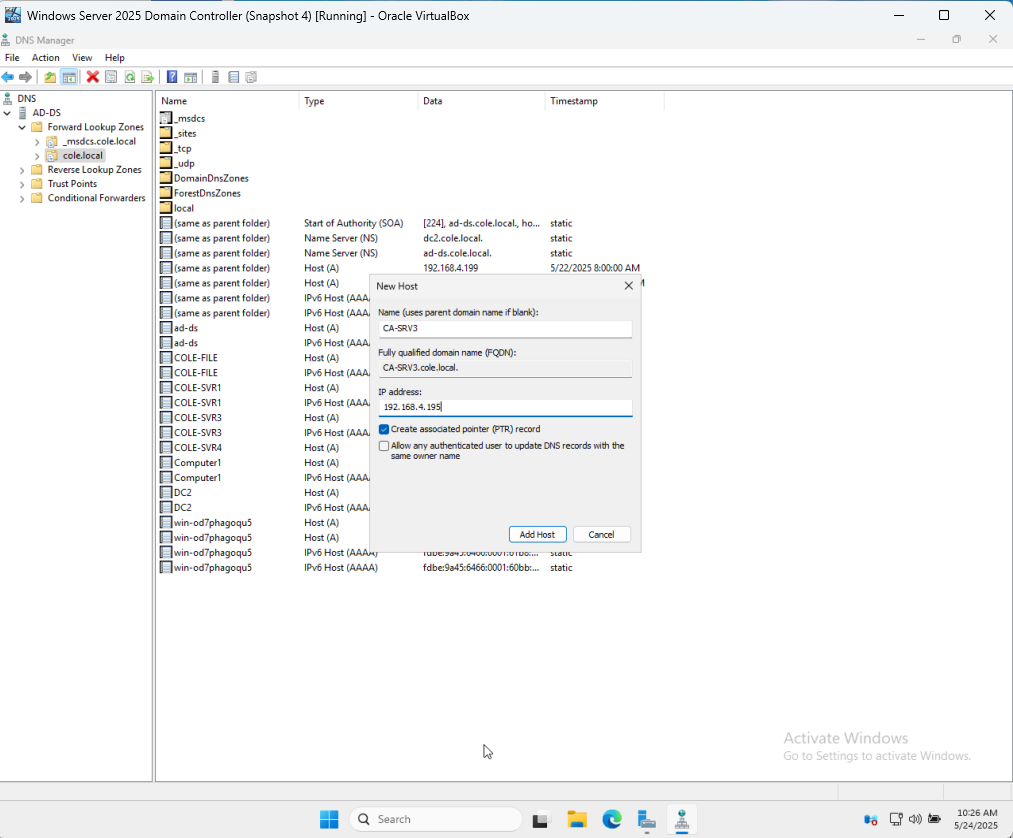 Windows Server 2025 Domain Controller (Snapshot 4) [Running] - Oracle VirtualBox
DNS Manager
File Action View Help
DNS
AD-DS
Forward Lookup Zones
_msdcs.cole.local
cole.local
Reverse Lookup Zones
Trust Points
Conditional Forwarders
Name Type Data Timestamp
_msdcs
_sites
_tcp
_udp
DomainDnsZones
ForestDnsZones
local
(same as parent folder) Start of Authority (SOA) [224], ad-ds.cole.local., ho... static
(same as parent folder) Name Server (NS) dc2.cole.local. static
(same as parent folder) Name Server (NS) ad-ds.cole.local. static
(same as parent folder) Host (A) 192.168.4.199 5/22/2025 8:00:00 AM
(same as parent folder) Host (A)
(same as parent folder) IPv6 Host (AAA
(same as parent folder) IPv6 Host (AAA
ad-ds Host (A)
ad-ds IPv6 Host (AAA
COLE-FILE Host (A)
COLE-FILE IPv6 Host (AAA
COLE-SVR1 Host (A)
COLE-SVR1 IPv6 Host (AAA
COLE-SVR3 Host (A)
COLE-SVR3 IPv6 Host (AAA
COLE-SVR4 Host (A)
Computer1 Host (A)
Computer1 IPv6 Host (AAA
DC2 Host (A)
DC2 IPv6 Host (AAA
win-od7phagoqu5 Host (A)
win-od7phagoqu5 Host (A)
win-od7phagoqu5 IPv6 Host (AAAA) static
win-od7phagoqu5 IPv6 Host (AAAA) fdbe:9a45:6466:0001:60bb:... static
New Host
Name (uses parent domain name if blank):
CA-SRV3
Fully qualified domain name (FQDN):
CA-SRV3.cole.local.
IP address:
192.168.4.195
Create associated pointer (PTR) record
Allow any authenticated user to update DNS records with the
same owner name
Add Host Cancel
Activate Windows
Go to Settings to activate Windows.
Search
10:26 AM
5/24/2025